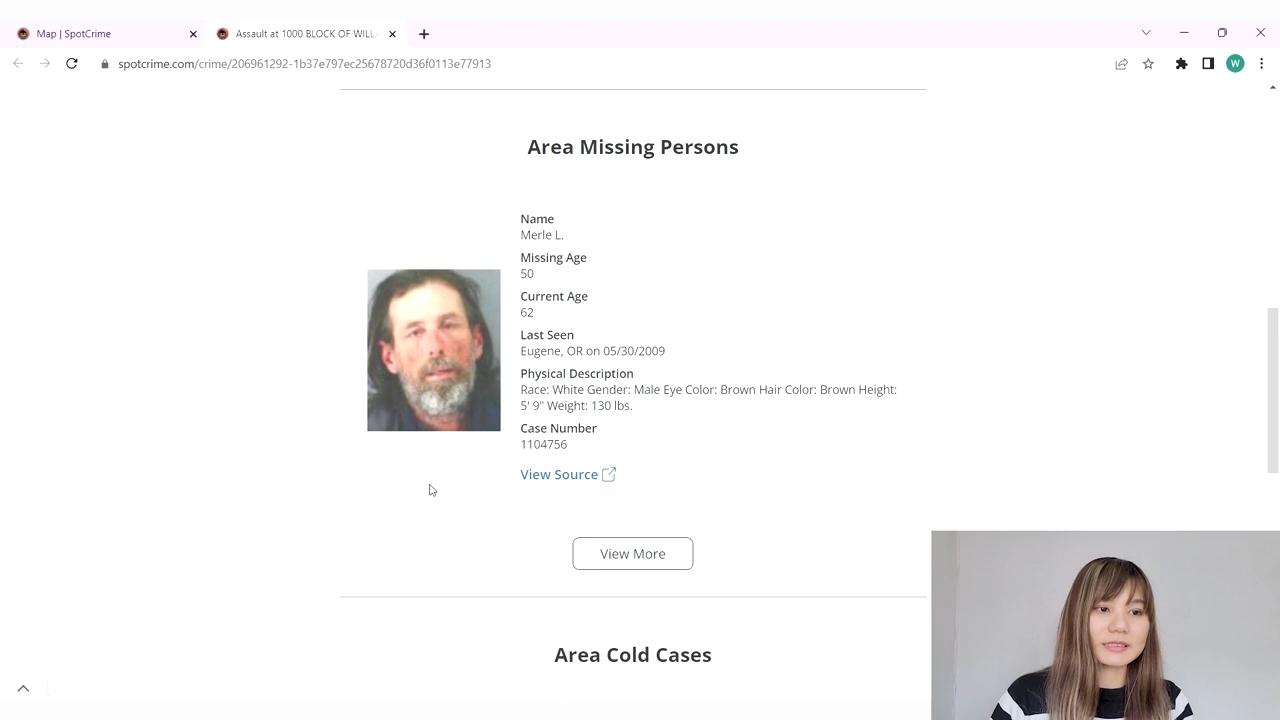 Map | SpotCrime
Assault at 1000 BLOCK OF WILL
spotcrime.com/crime/206961292-1b37e797ec25678720d36f0113e77913
W
Area Missing Persons
Name
Merle L.
Missing Age
50
Current Age
62
Last Seen
Eugene, OR on 05/30/2009
Physical Description
Race: White Gender: Male Eye Color: Brown Hair Color: Brown Height:
5' 9" Weight: 130 lbs.
Case Number
1104756
View Source
View More
Area Cold Cases